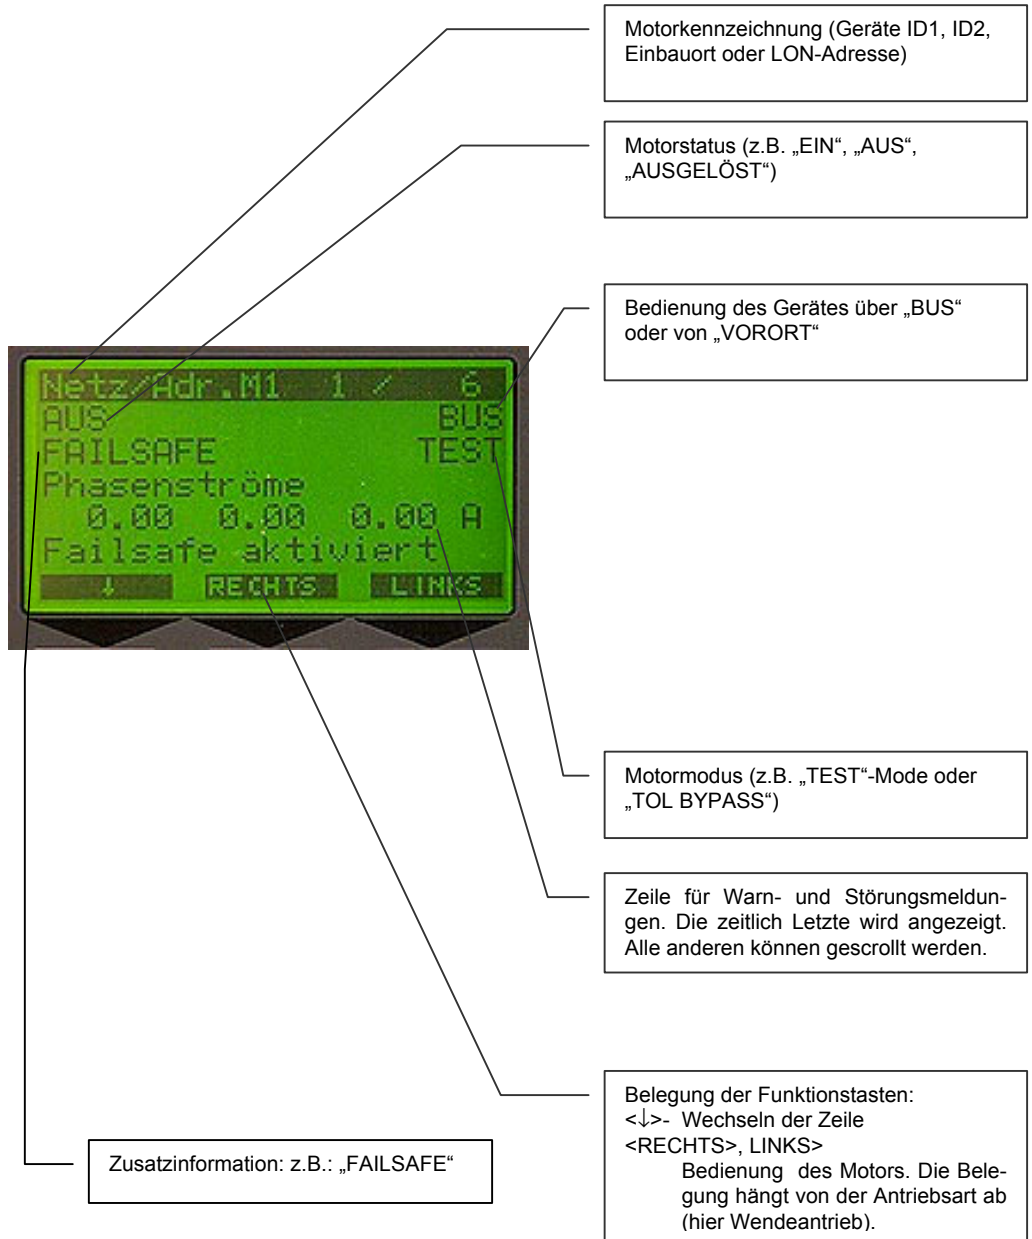 Motorkennzeichnung (Geräte ID1, ID2,
Einbauort oder LON-Adresse)
Motorstatus (z.B. „EIN“, „AUS“,
„AUSGELÖST“)
Bedienung des Gerätes über „BUS“
oder von „VORORT“
Netz/Adr.M1 1 / 6
AUS BUS
FAILSAFE TEST
Phasenströme
0.00 0.00 0.00 A
Failsafe aktiviert
↓ RECHTS LINKS
Motormodus (z.B. „TEST“-Mode oder
„TOL BYPASS“)
Zeile für Warn- und Störungsmeldun-
gen. Die zeitlich Letzte wird angezeigt.
Alle anderen können gescrollt werden.
Belegung der Funktionstasten:
<↓>- Wechseln der Zeile
<RECHTS>, LINKS>
Bedienung des Motors. Die Bele-
gung hängt von der Antriebsart ab
(hier Wendeantrieb).
Zusatzinformation: z.B.: „FAILSAFE“